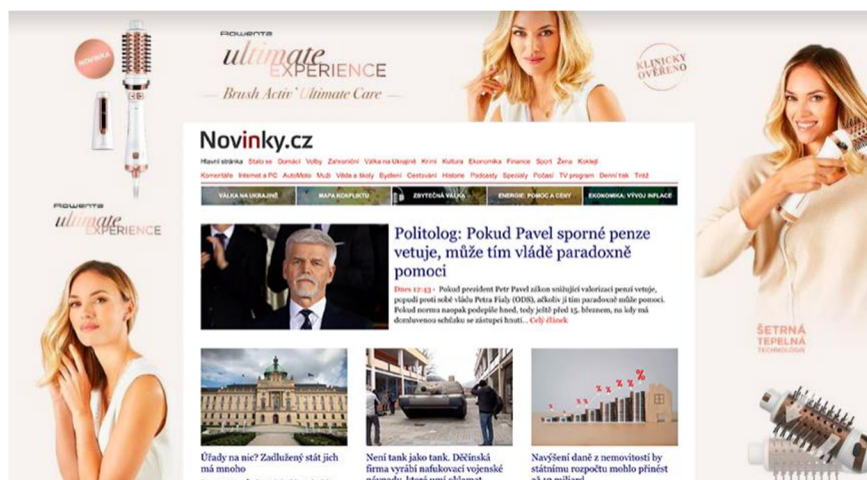 NOVINKA
Rowenta
ultimate
EXPERIENCE
Brush Activ' Ultimate Care
KLINICKY
OVĚŘENO
Novinky.cz
Hlavní stránka Stalo se Domácí Volby Zahraniční Válka na Ukrajině Krimi Kultura Ekonomika Finance Sport Žena Koktejl
Komentáře Internet a PC AutoMoto Muži Věda a školy Bydlení Cestování Historie Podcasty Speciály Počasí TV program Denní tisk Tiráž
VÁLKA NA UKRAJINĚ MAPA KONFLIKTU ZBYTEČNÁ VÁLKA ENERGIE: POMOC A CENY EKONOMIKA: VÝVOJ INFLACE
Rowenta
ultimate
EXPERIENCE
Politolog: Pokud Pavel sporné penze
vetuje, může tím vládě paradoxně
pomoci
Dnes 12:43 - Pokud prezident Petr Pavel zákon snižující valorizaci penzí vetuje,
popudí proti sobě vládu Petra Fialy (ODS), ačkoliv jí tím paradoxně může pomoci.
Pokud normu naopak podepíše hned, tedy ještě před 15. březnem, na kdy má
domluvenou schůzku se zástupci hnutí... Celý článek
ŠETRNÁ
TEPELNÁ
TECHNOLOGIE
% % % % % %
Úřady na nic? Zadlužený stát jich
má mnoho
Není tank jako tank. Děčínská
firma vyrábí nafukovací vojenské
Navýšení daně z nemovitostí by
státnímu rozpočtu mohlo přinést